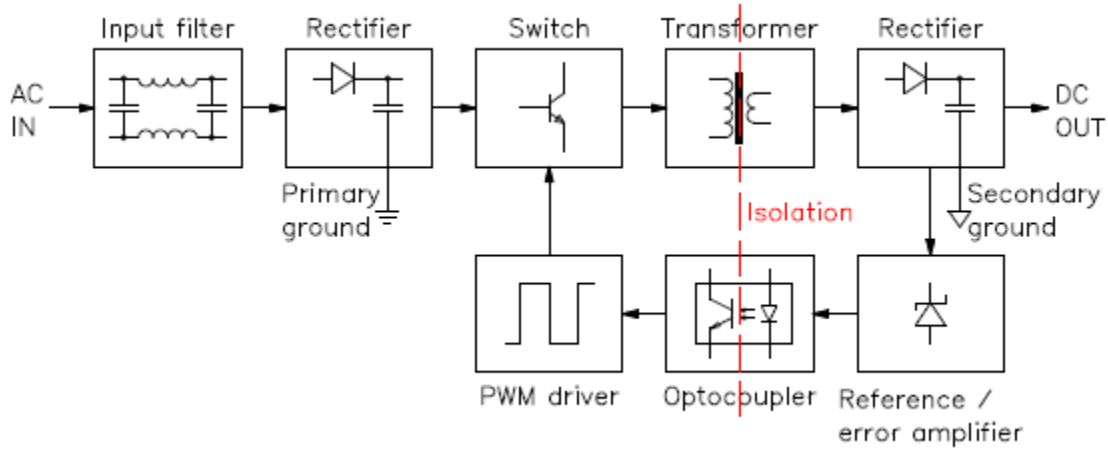 Input filter
Rectifier
Switch
Transformer
Rectifier
AC
IN
DC
OUT
Primary
ground
Isolation
Secondary
ground
PWM driver
Optocoupler
Reference /
error amplifier